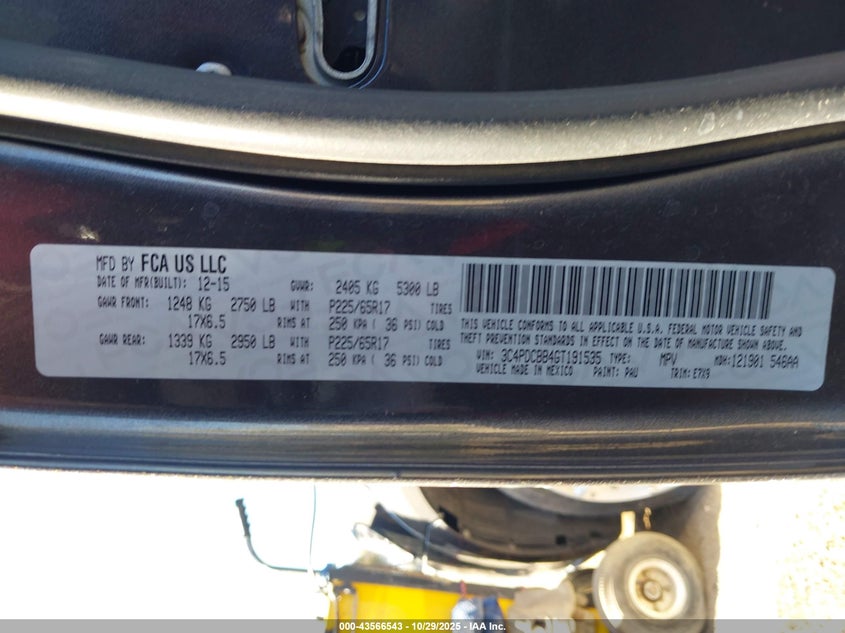 MFD BY FCA US LLC
DATE OF MFR(BUILT): 12-15 GVWR: 2405 KG 5300 LB
GAWR FRONT: 1248 KG 2750 LB WITH P225/65R17 TIRES
17X6.5 RIMS AT 250 KPA ( 36 PSI) COLD
GAWR REAR: 1339 KG 2950 LB WITH P225/65R17 TIRES
17X6.5 RIMS AT 250 KPA ( 36 PSI) COLD
THIS VEHICLE CONFORMS TO ALL APPLICABLE U.S.A. FEDERAL MOTOR VEHICLE SAFETY AND
THEFT PREVENTION STANDARDS IN EFFECT ON THE DATE OF MANUFACTURE SHOWN ABOVE.
VIN: 3C4PDCBB4GT191535 TYPE: MPV MDH: 121901 546AA
VEHICLE MADE IN MEXICO PAINT: PAU TRIM: E7X9
000-43566543 / 10/29/2025 - IAA Inc.